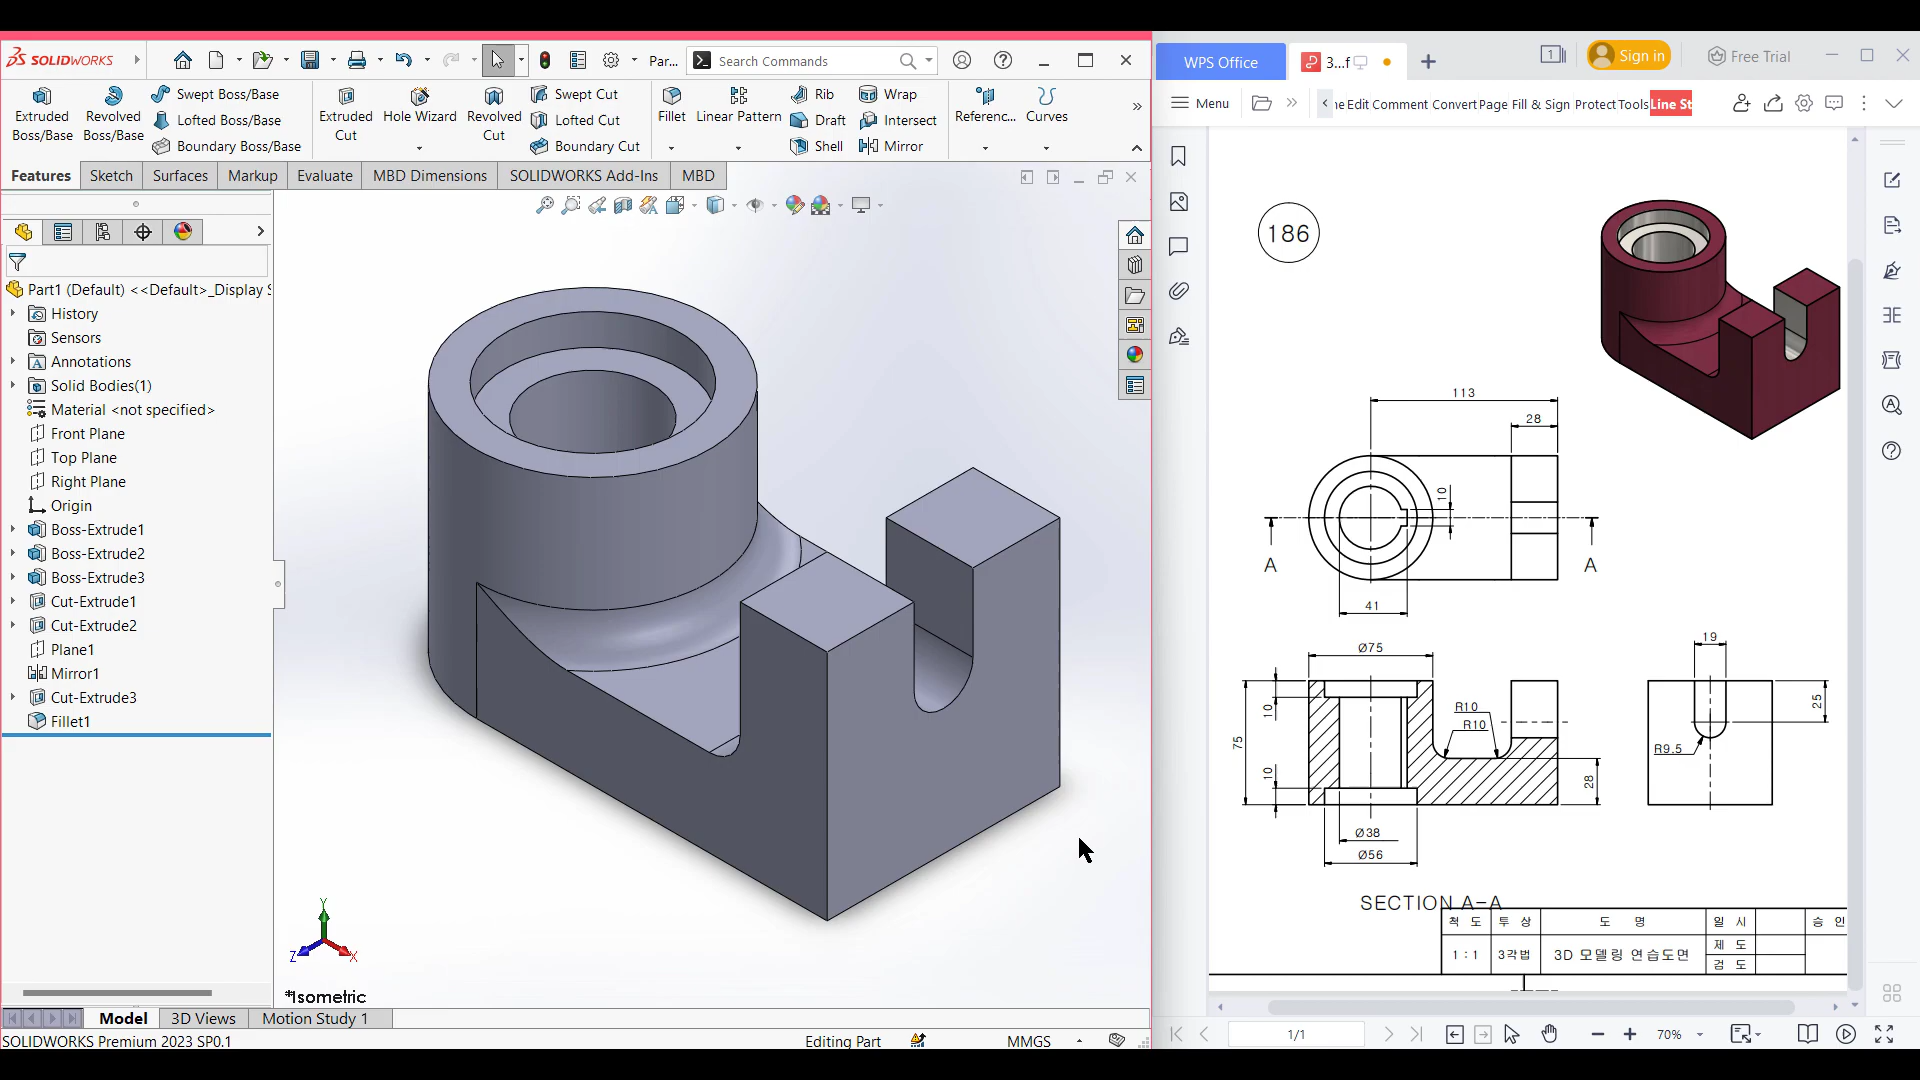 SOLIDWORKS
Par...
Search Commands
WPS Office
3...f
Sign in
Free Trial
Extruded Boss/Base
Revolved Boss/Base
Swept Boss/Base
Lofted Boss/Base
Boundary Boss/Base
Extruded Cut
Hole Wizard
Revolved Cut
Swept Cut
Lofted Cut
Boundary Cut
Fillet
Linear Pattern
Rib
Draft
Shell
Wrap
Intersect
Mirror
Referenc...
Curves
Menu
Edit Comment Convert Page Fill & Sign Protect Tools Line St
Features
Sketch
Surfaces
Markup
Evaluate
MBD Dimensions
SOLIDWORKS Add-Ins
MBD
Part1 (Default) <<Default>_Display S
History
Sensors
Annotations
Solid Bodies(1)
Material <not specified>
Front Plane
Top Plane
Right Plane
Origin
Boss-Extrude1
Boss-Extrude2
Boss-Extrude3
Cut-Extrude1
Cut-Extrude2
Plane1
Mirror1
Cut-Extrude3
Fillet1
Y
Z
X
*Isometric
Model
3D Views
Motion Study 1
SOLIDWORKS Premium 2023 SP0.1
Editing Part
MMGS
186
113
28
10
A
A
41
Ø75
19
10
R10
R10
25
75
R9.5
10
28
Ø38
Ø56
SECTION A-A
척 도
투 상
도 명
일 시
승 인
1 : 1
3각법
3D 모델링 연습도면
제 도
검 도
1/1
70%